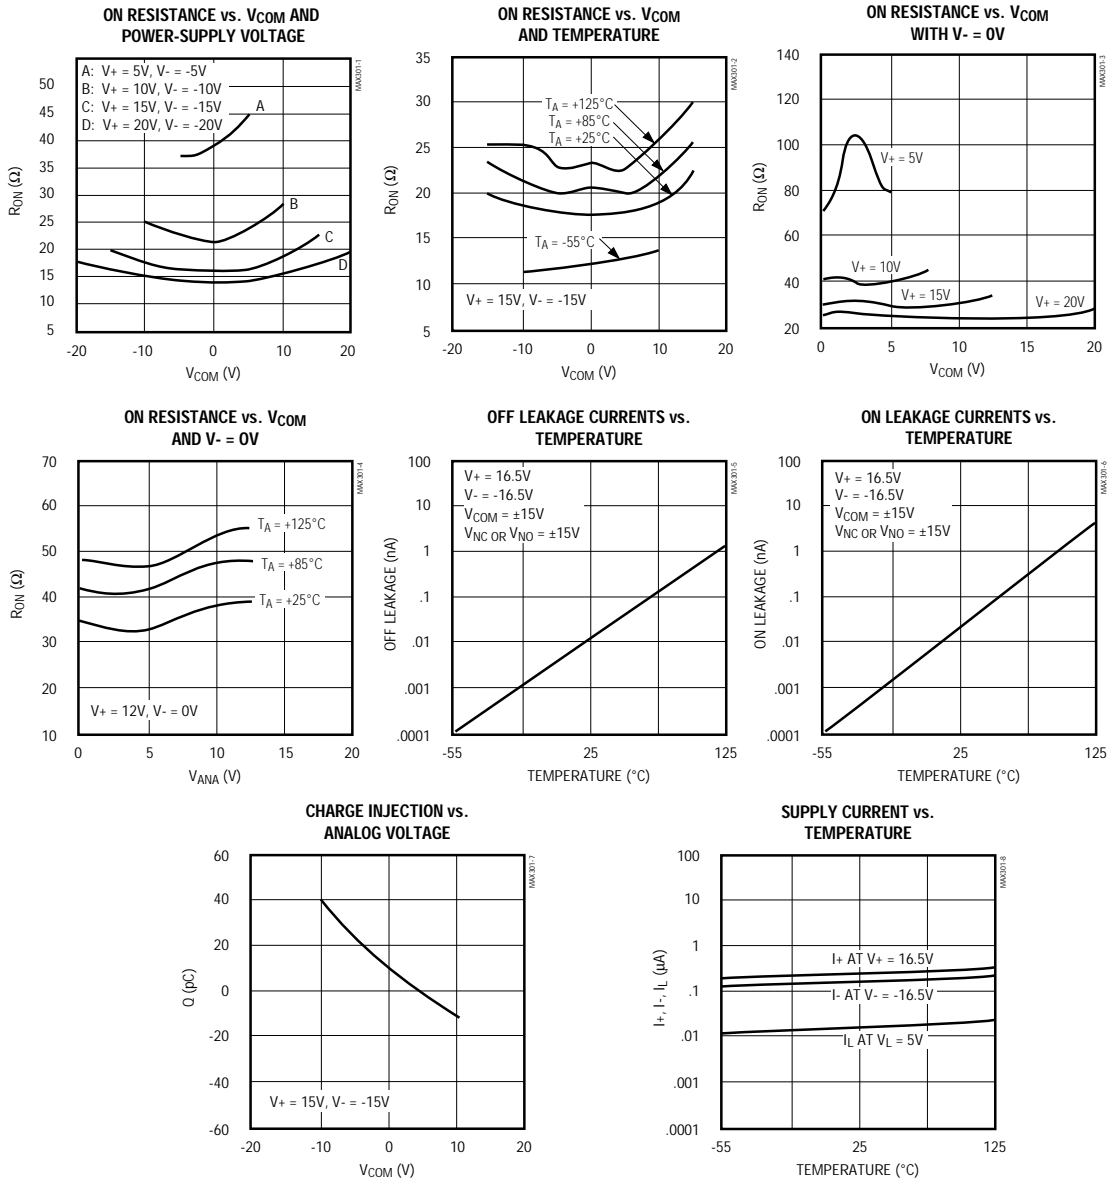 ON RESISTANCE vs. VCOM AND
POWER-SUPPLY VOLTAGE
MAX301-1
RON (Ω)
50
45
40
35
30
25
20
15
10
5
A: V+ = 5V, V- = -5V
B: V+ = 10V, V- = -10V
C: V+ = 15V, V- = -15V
D: V+ = 20V, V- = -20V
A
B
C
D
-20
-10
0
10
20
VCOM (V)
ON RESISTANCE vs. VCOM
AND TEMPERATURE
MAX301-2
RON (Ω)
35
30
25
20
15
10
5
TA = +125°C
TA = +85°C
TA = +25°C
TA = -55°C
V+ = 15V, V- = -15V
-20
-10
0
10
20
VCOM (V)
ON RESISTANCE vs. VCOM
WITH V- = 0V
MAX301-3
RON (Ω)
140
120
100
80
60
40
20
V+ = 5V
V+ = 10V
V+ = 15V
V+ = 20V
0
5
10
15
20
VCOM (V)
ON RESISTANCE vs. VCOM
AND V- = 0V
MAX301-4
RON (Ω)
70
60
50
40
30
20
10
TA = +125°C
TA = +85°C
TA = +25°C
V+ = 12V, V- = 0V
0
5
10
15
20
VANA (V)
OFF LEAKAGE CURRENTS vs.
TEMPERATURE
MAX301-5
OFF LEAKAGE (nA)
100
10
1
.1
.01
.001
.0001
V+ = 16.5V
V- = -16.5V
VCOM = ±15V
VNC OR VNO = ±15V
-55
25
125
TEMPERATURE (°C)
ON LEAKAGE CURRENTS vs.
TEMPERATURE
MAX301-6
ON LEAKAGE (nA)
100
10
1
.1
.01
.001
.0001
V+ = 16.5V
V- = -16.5V
VCOM = ±15V
VNC OR VNO = ±15V
-55
25
125
TEMPERATURE (°C)
CHARGE INJECTION vs.
ANALOG VOLTAGE
MAX301-7
Q (pC)
60
40
20
0
-20
-40
-60
V+ = 15V, V- = -15V
-20
-10
0
10
20
VCOM (V)
SUPPLY CURRENT vs.
TEMPERATURE
MAX301-8
I+, I-, IL (µA)
100
10
1
.1
.01
.001
.0001
I+ AT V+ = 16.5V
I- AT V- = -16.5V
IL AT VL = 5V
-55
25
125
TEMPERATURE (°C)